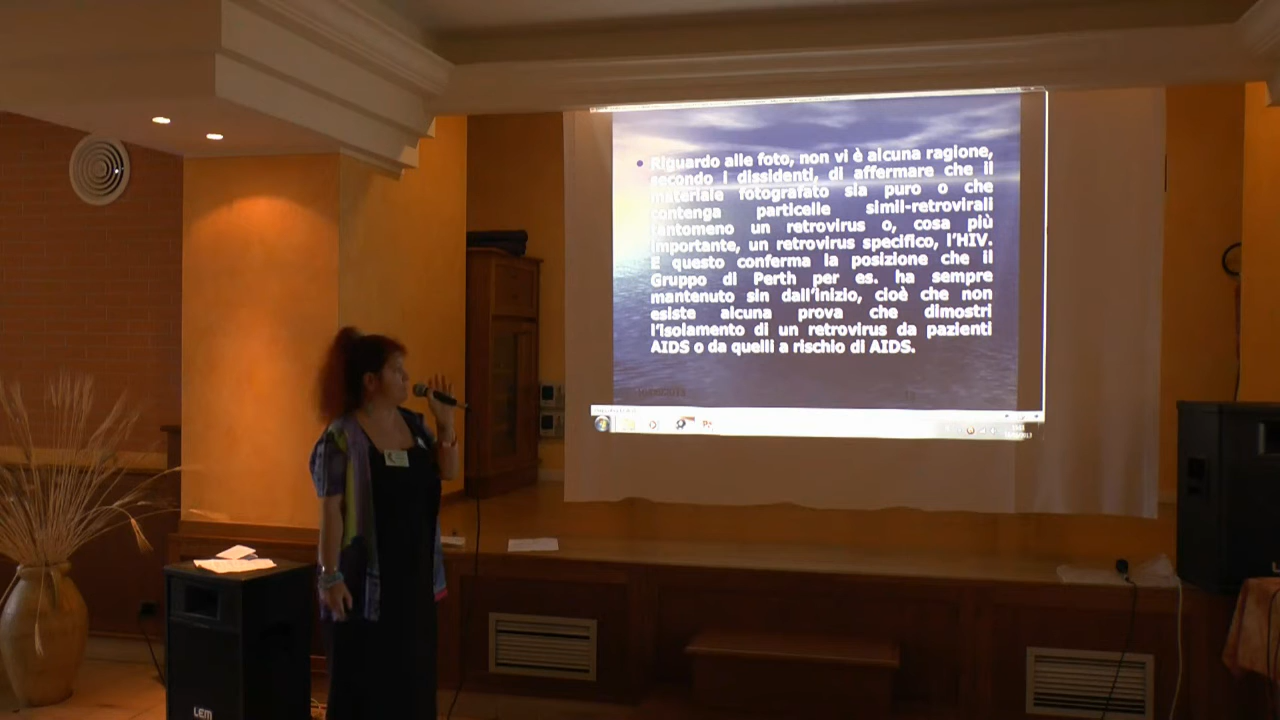 • Riguardo alle foto, non vi è alcuna ragione,
secondo i dissidenti, di affermare che il
materiale fotografato sia puro o che
contenga particelle simil-retrovirali
tantomeno un retrovirus o, cosa più
importante, un retrovirus specifico, l'HIV.
E questo conferma la posizione che il
Gruppo di Perth per es. ha sempre
mantenuto sin dall'inizio, cioè che non
esiste alcuna prova che dimostri
l'isolamento di un retrovirus da pazienti
AIDS o da quelli a rischio di AIDS.
LEM